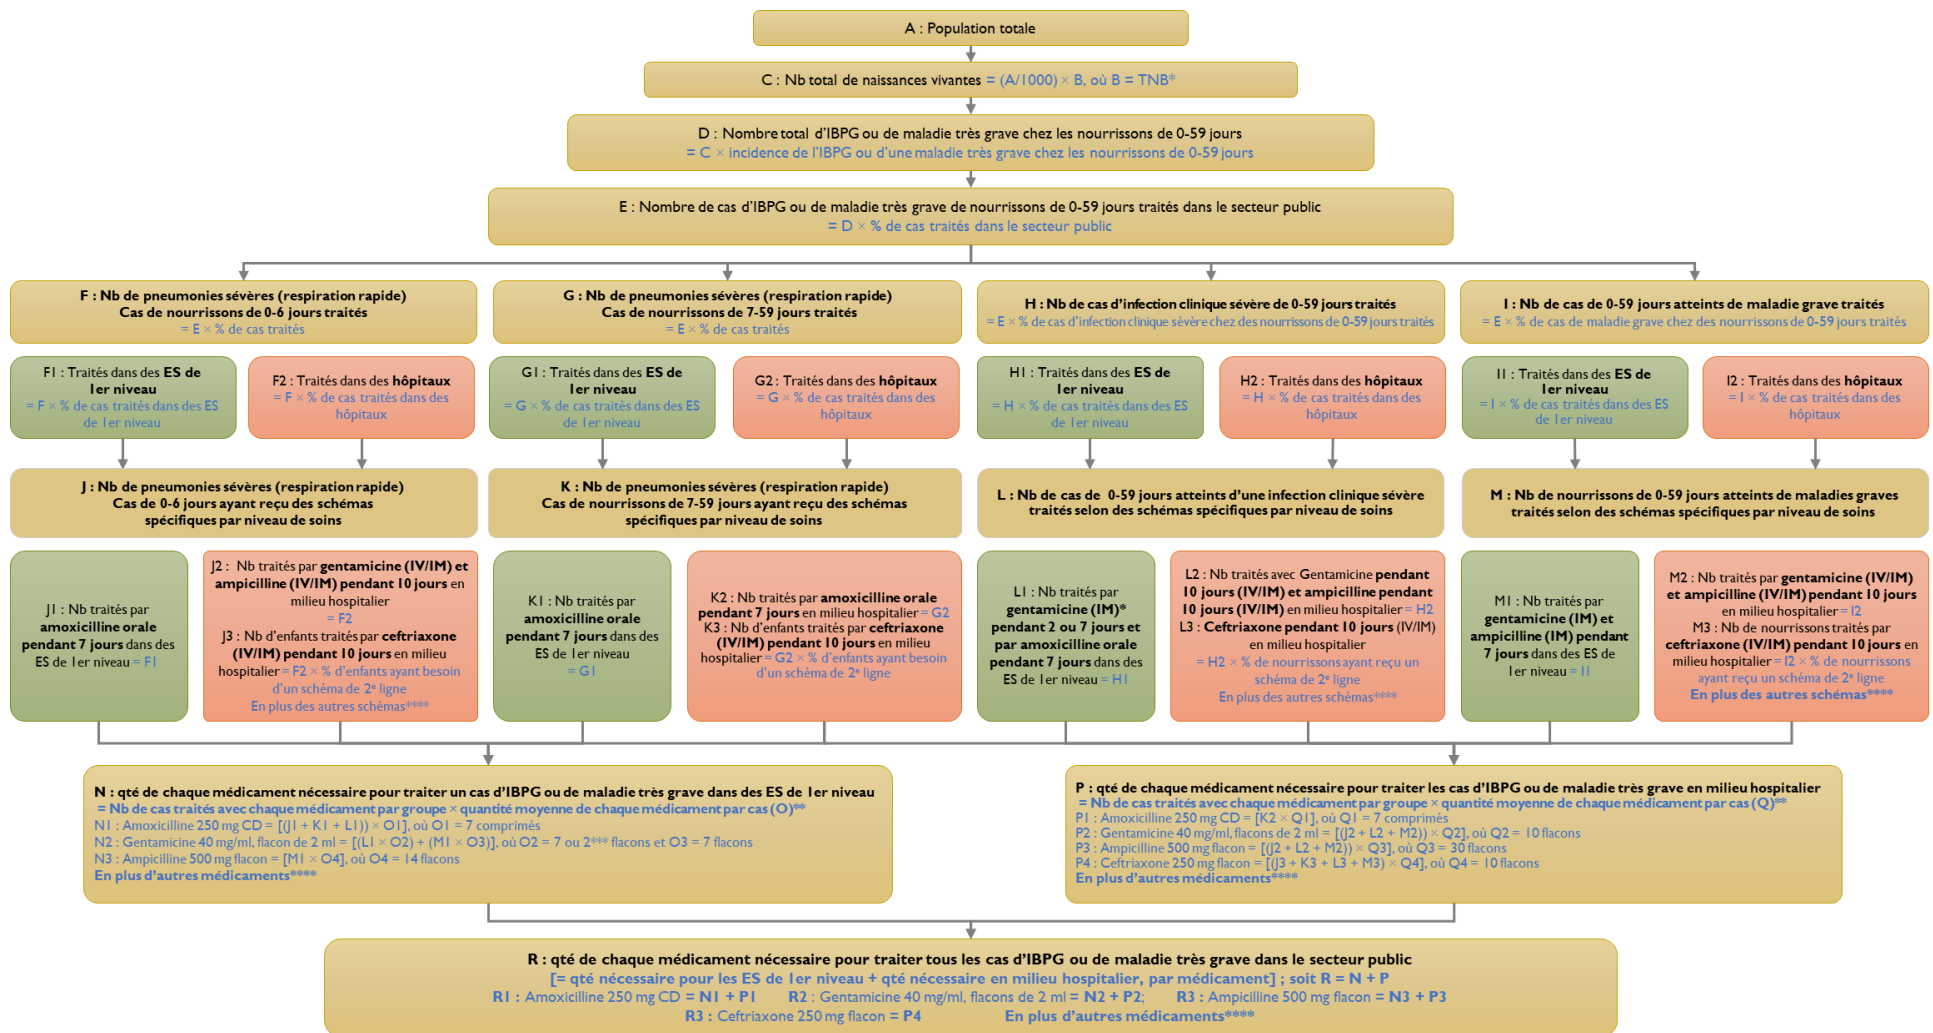 A : Population totale
C : Nb total de naissances vivantes = (A/1000) × B, où B = TNB*
D : Nombre total d'IBPG ou de maladie très grave chez les nourrissons de 0-59 jours
= C × incidence de l'IBPG ou d'une maladie très grave chez les nourrissons de 0-59 jours
E : Nombre de cas d'IBPG ou de maladie très grave de nourrissons de 0-59 jours traités dans le secteur public
= D × % de cas traités dans le secteur public
F : Nb de pneumonies sévères (respiration rapide)
Cas de nourrissons de 0-6 jours traités
= E × % de cas traités
G : Nb de pneumonies sévères (respiration rapide)
Cas de nourrissons de 7-59 jours traités
= E × % de cas traités
H : Nb de cas d'infection clinique sévère de 0-59 jours traités
= E × % de cas d'infection clinique sévère chez des nourrissons de 0-59 jours traités
I : Nb de cas de 0-59 jours atteints de maladie grave traités
= E × % de cas de maladie grave chez des nourrissons de 0-59 jours traités
F1 : Traités dans des ES de
1er niveau
= F × % de cas traités dans des ES
de 1er niveau
F2 : Traités dans des hôpitaux
= F × % de cas traités dans des
hôpitaux
G1 : Traités dans des ES de
1er niveau
= G × % de cas traités dans des ES
de 1er niveau
G2 : Traités dans des hôpitaux
= G × % de cas traités dans des
hôpitaux
H1 : Traités dans des ES de
1er niveau
= H × % de cas traités dans des ES
de 1er niveau
H2 : Traités dans des hôpitaux
= H × % de cas traités dans des
hôpitaux
I1 : Traités dans des ES de
1er niveau
= I × % de cas traités dans des ES
de 1er niveau
I2 : Traités dans des hôpitaux
= I × % de cas traités dans des
hôpitaux
J : Nb de pneumonies sévères (respiration rapide)
Cas de 0-6 jours ayant reçu des schémas
spécifiques par niveau de soins
K : Nb de pneumonies sévères (respiration rapide)
Cas de nourrissons de 7-59 jours ayant reçu des schémas
spécifiques par niveau de soins
L : Nb de cas de 0-59 jours atteints d'une infection clinique sévère
traités selon des schémas spécifiques par niveau de soins
M : Nb de nourrissons de 0-59 jours atteints de maladies graves
traités selon des schémas spécifiques par niveau de soins
J1 : Nb traités par
amoxicilline orale
pendant 7 jours dans des
ES de 1er niveau = F1
J2 : Nb traités par gentamicine (IV/IM) et
ampicilline (IV/IM) pendant 10 jours en
milieu hospitalier
= F2
J3 : Nb d'enfants traités par ceftriaxone
(IV/IM) pendant 10 jours en milieu
hospitalier = F2 × % d'enfants ayant besoin
d'un schéma de 2e ligne
En plus des autres schémas****
K1 : Nb traités par
amoxicilline orale
pendant 7 jours dans des
ES de 1er niveau
= G1
K2 : Nb traités par amoxicilline orale
pendant 7 jours en milieu hospitalier = G2
K3 : Nb d'enfants traités par ceftriaxone
(IV/IM) pendant 10 jours en milieu
hospitalier = G2 × % d'enfants ayant besoin
d'un schéma de 2e ligne
L1 : Nb traités par
gentamicine (IM)*
pendant 2 ou 7 jours et
par amoxicilline orale
pendant 7 jours dans des
ES de 1er niveau = H1
L2 : Nb traités avec Gentamicine pendant
10 jours (IV/IM) et ampicilline pendant
10 jours (IV/IM) en milieu hospitalier = H2
L3 : Ceftriaxone pendant 10 jours (IV/IM)
en milieu hospitalier
= H2 × % de nourrissons ayant reçu un
schéma de 2e ligne
En plus des autres schémas****
M1 : Nb traités par
gentamicine (IM) et
ampicilline (IM) pendant
7 jours dans des ES de
1er niveau = I1
M2 : Nb traités par gentamicine (IV/IM)
et ampicilline (IV/IM) pendant 10 jours
en milieu hospitalier = I2
M3 : Nb de nourrissons traités par
ceftriaxone (IV/IM) pendant 10 jours en
milieu hospitalier = I2 × % de nourrissons
ayant reçu un schéma de 2e ligne
En plus des autres schémas****
N : qté de chaque médicament nécessaire pour traiter un cas d'IBPG ou de maladie très grave dans des ES de 1er niveau
= Nb de cas traités avec chaque médicament par groupe × quantité moyenne de chaque médicament par cas (O)**
N1 : Amoxicilline 250 mg CD = [(J1 + K1 + L1)) × O1], où O1 = 7 comprimés
N2 : Gentamicine 40 mg/ml, flacon de 2 ml = [(L1 × O2) + (M1 × O3)], où O2 = 7 ou 2*** flacons et O3 = 7 flacons
N3 : Ampicilline 500 mg flacon = [M1 × O4], où O4 = 14 flacons
En plus d'autres médicaments****
P : qté de chaque médicament nécessaire pour traiter les cas d'IBPG ou de maladie très grave en milieu hospitalier
= Nb de cas traités avec chaque médicament par groupe × quantité moyenne de chaque médicament par cas (Q)**
P1 : Amoxicilline 250 mg CD = [K2 × Q1], où Q1 = 7 comprimés
P2 : Gentamicine 40 mg/ml, flacons de 2 ml = [(J2 + L2 + M2)) × Q2], où Q2 = 10 flacons
P3 : Ampicilline 500 mg flacon = [(J2 + L2 + M2)) × Q3], où Q3 = 30 flacons
P4 : Ceftriaxone 250 mg flacon = [(J3 + K3 + L3 + M3) × Q4], où Q4 = 10 flacons
En plus d'autres médicaments****
R : qté de chaque médicament nécessaire pour traiter tous les cas d'IBPG ou de maladie très grave dans le secteur public
[= qté nécessaire pour les ES de 1er niveau + qté nécessaire en milieu hospitalier, par médicament] ; soit R = N + P
R1 : Amoxicilline 250 mg CD = N1 + P1 R2 : Gentamicine 40 mg/ml, flacons de 2 ml = N2 + P2; R3 : Ampicilline 500 mg flacon = N3 + P3
R3 : Ceftriaxone 250 mg flacon = P4 En plus d'autres médicaments****